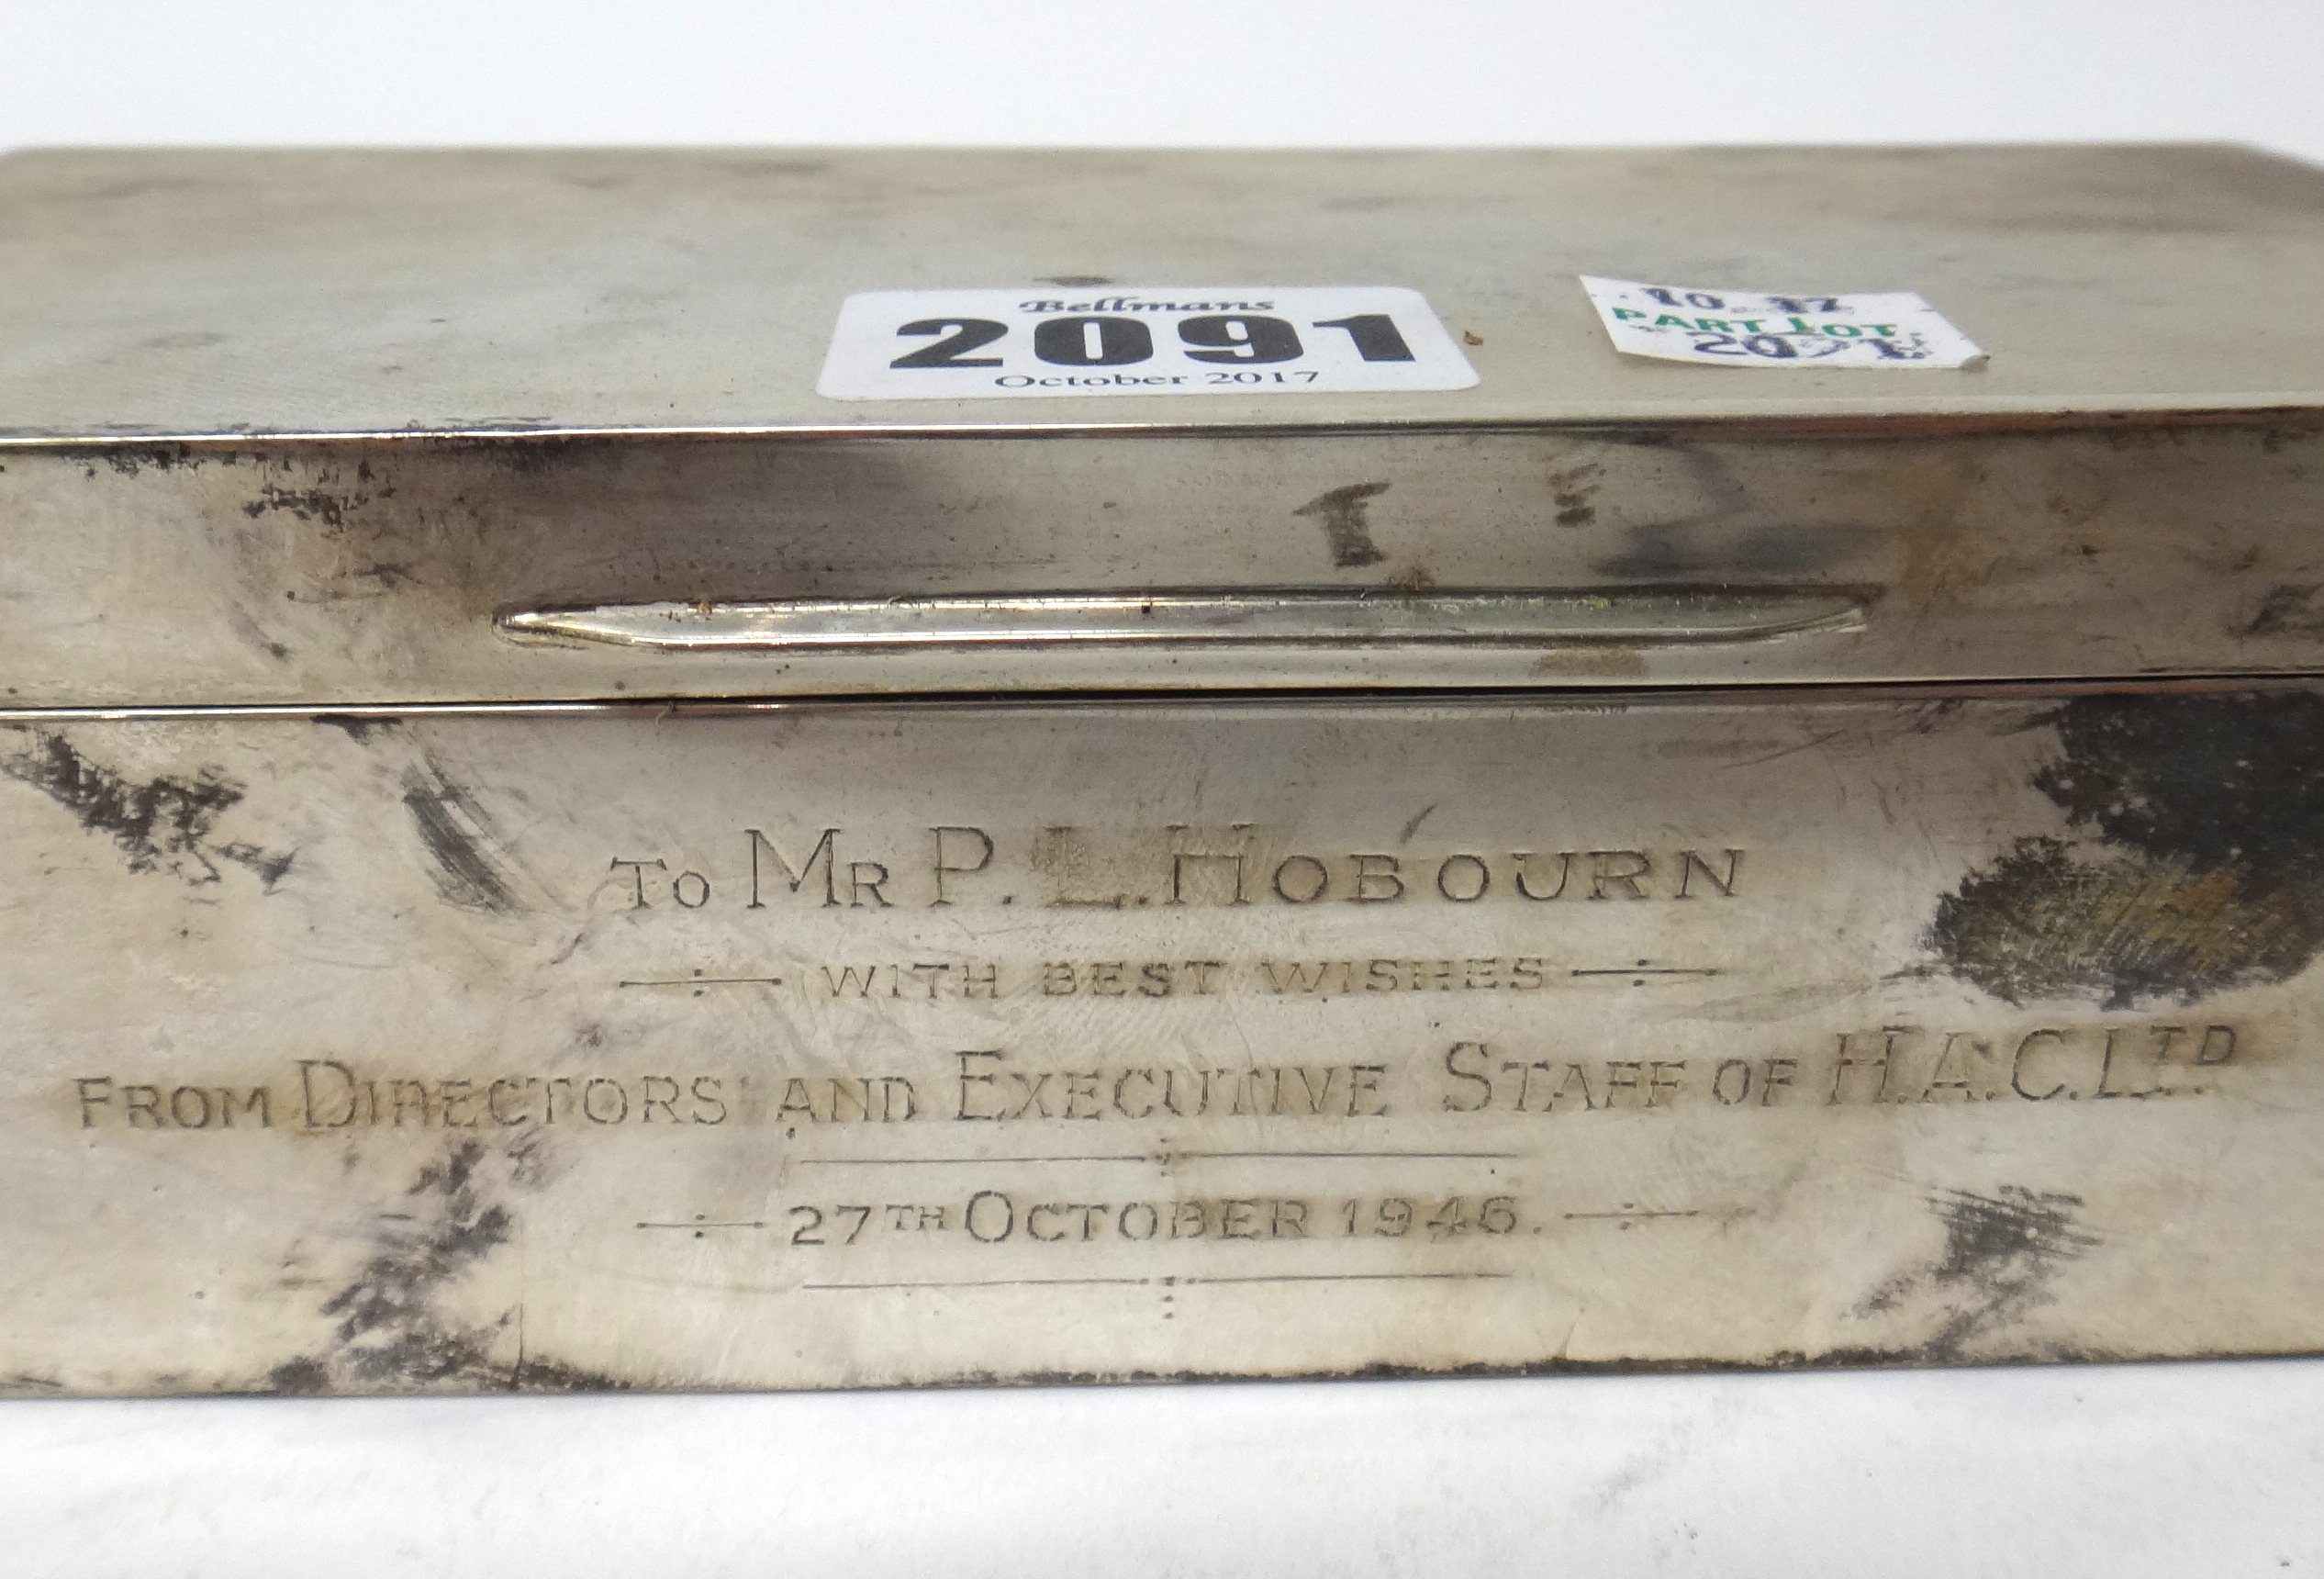 Bellmans
2091
October 2017
10.17
PART LOT
2091
To Mr P. L. HOBOURN
WITH BEST WISHES
FROM DIRECTORS AND EXECUTIVE STAFF OF H.A.C. LTD
27TH OCTOBER 1946.